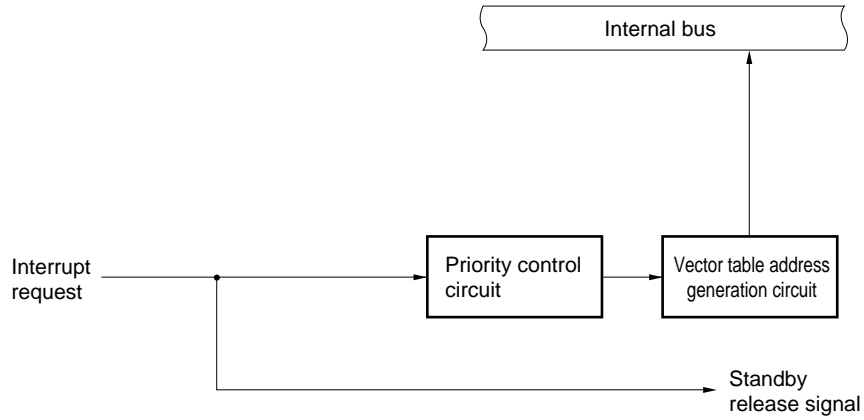 Internal bus
Interrupt
request
Priority control
circuit
Vector table address
generation circuit
Standby
release signal